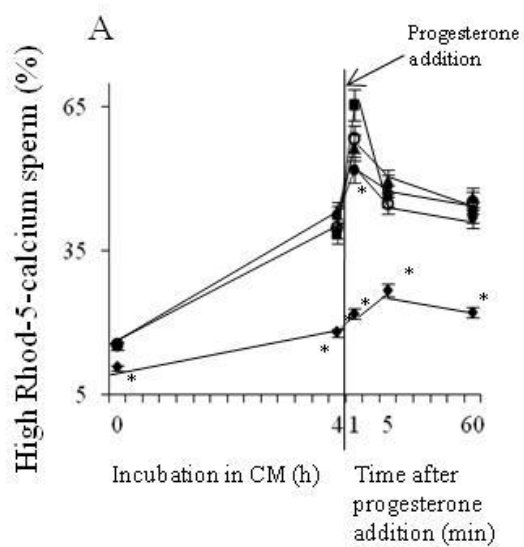 A
Progesterone
addition
High Rhod-5-calcium sperm (%)
65
35
5
*
*
*
*
*
*
0
4
1
5
60
Incubation in CM (h)
Time after
progesterone
addition (min)